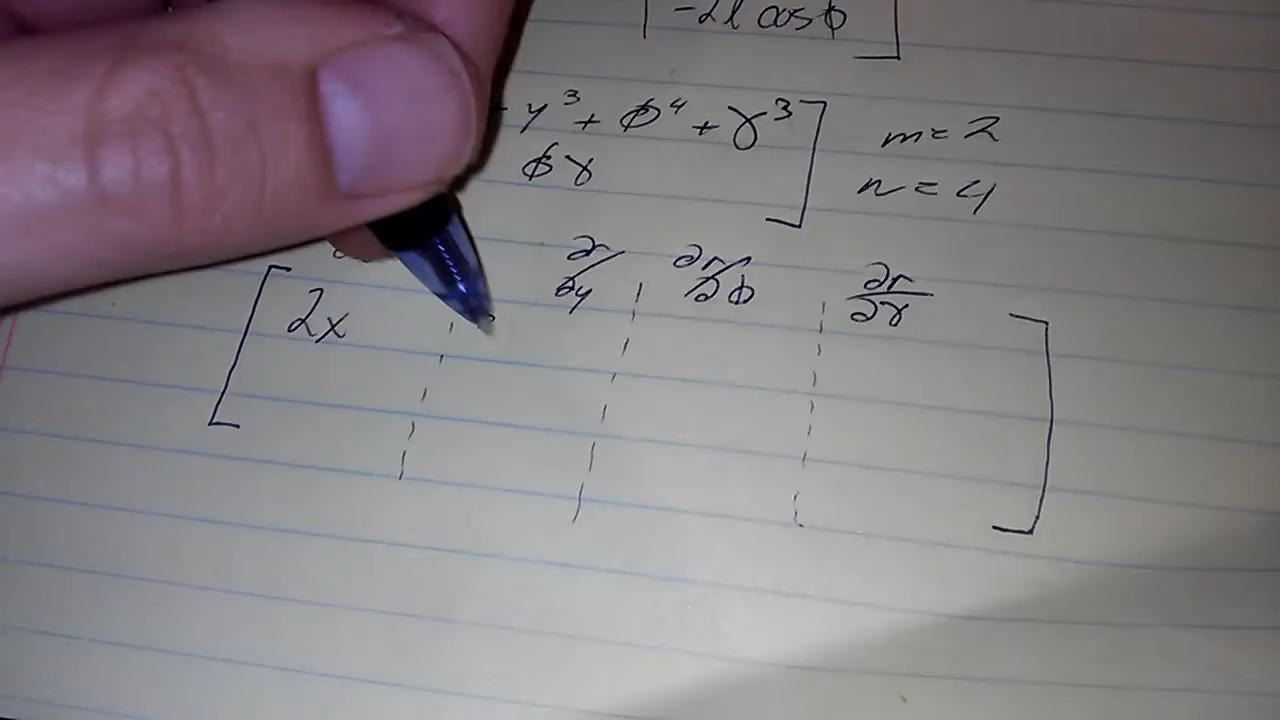 -2l cos ϕ
y³ + ϕ⁴ + γ³
m = 2
ϕγ
n = 4
∂r/∂y ∂r/∂ϕ ∂r/∂γ
2x